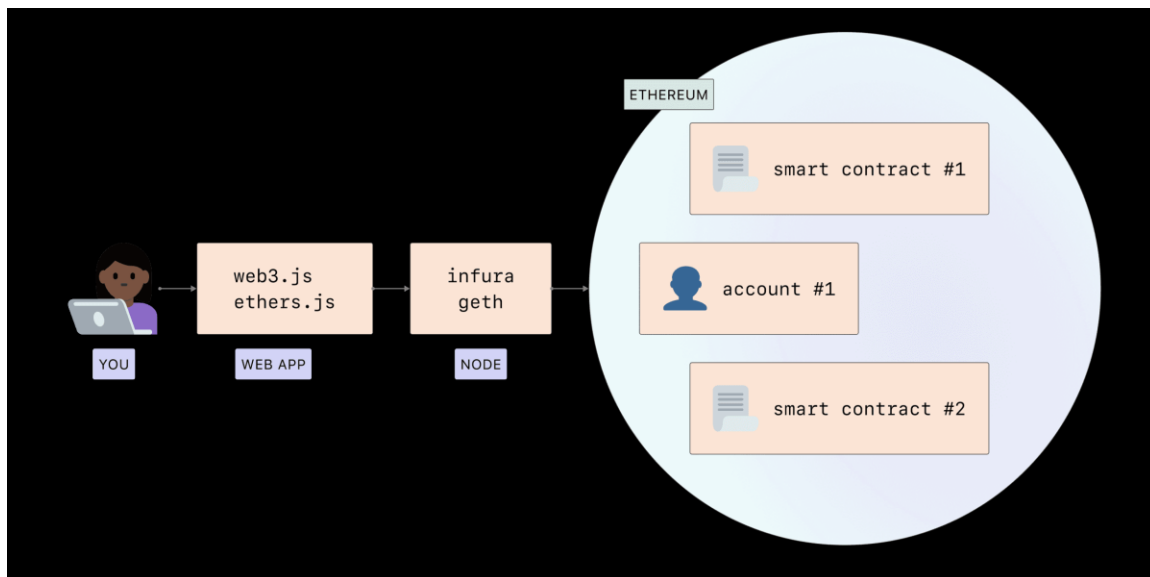 ETHEREUM
smart contract #1
web3.js
ethers.js
infura
geth
account #1
YOU
WEB APP
NODE
smart contract #2